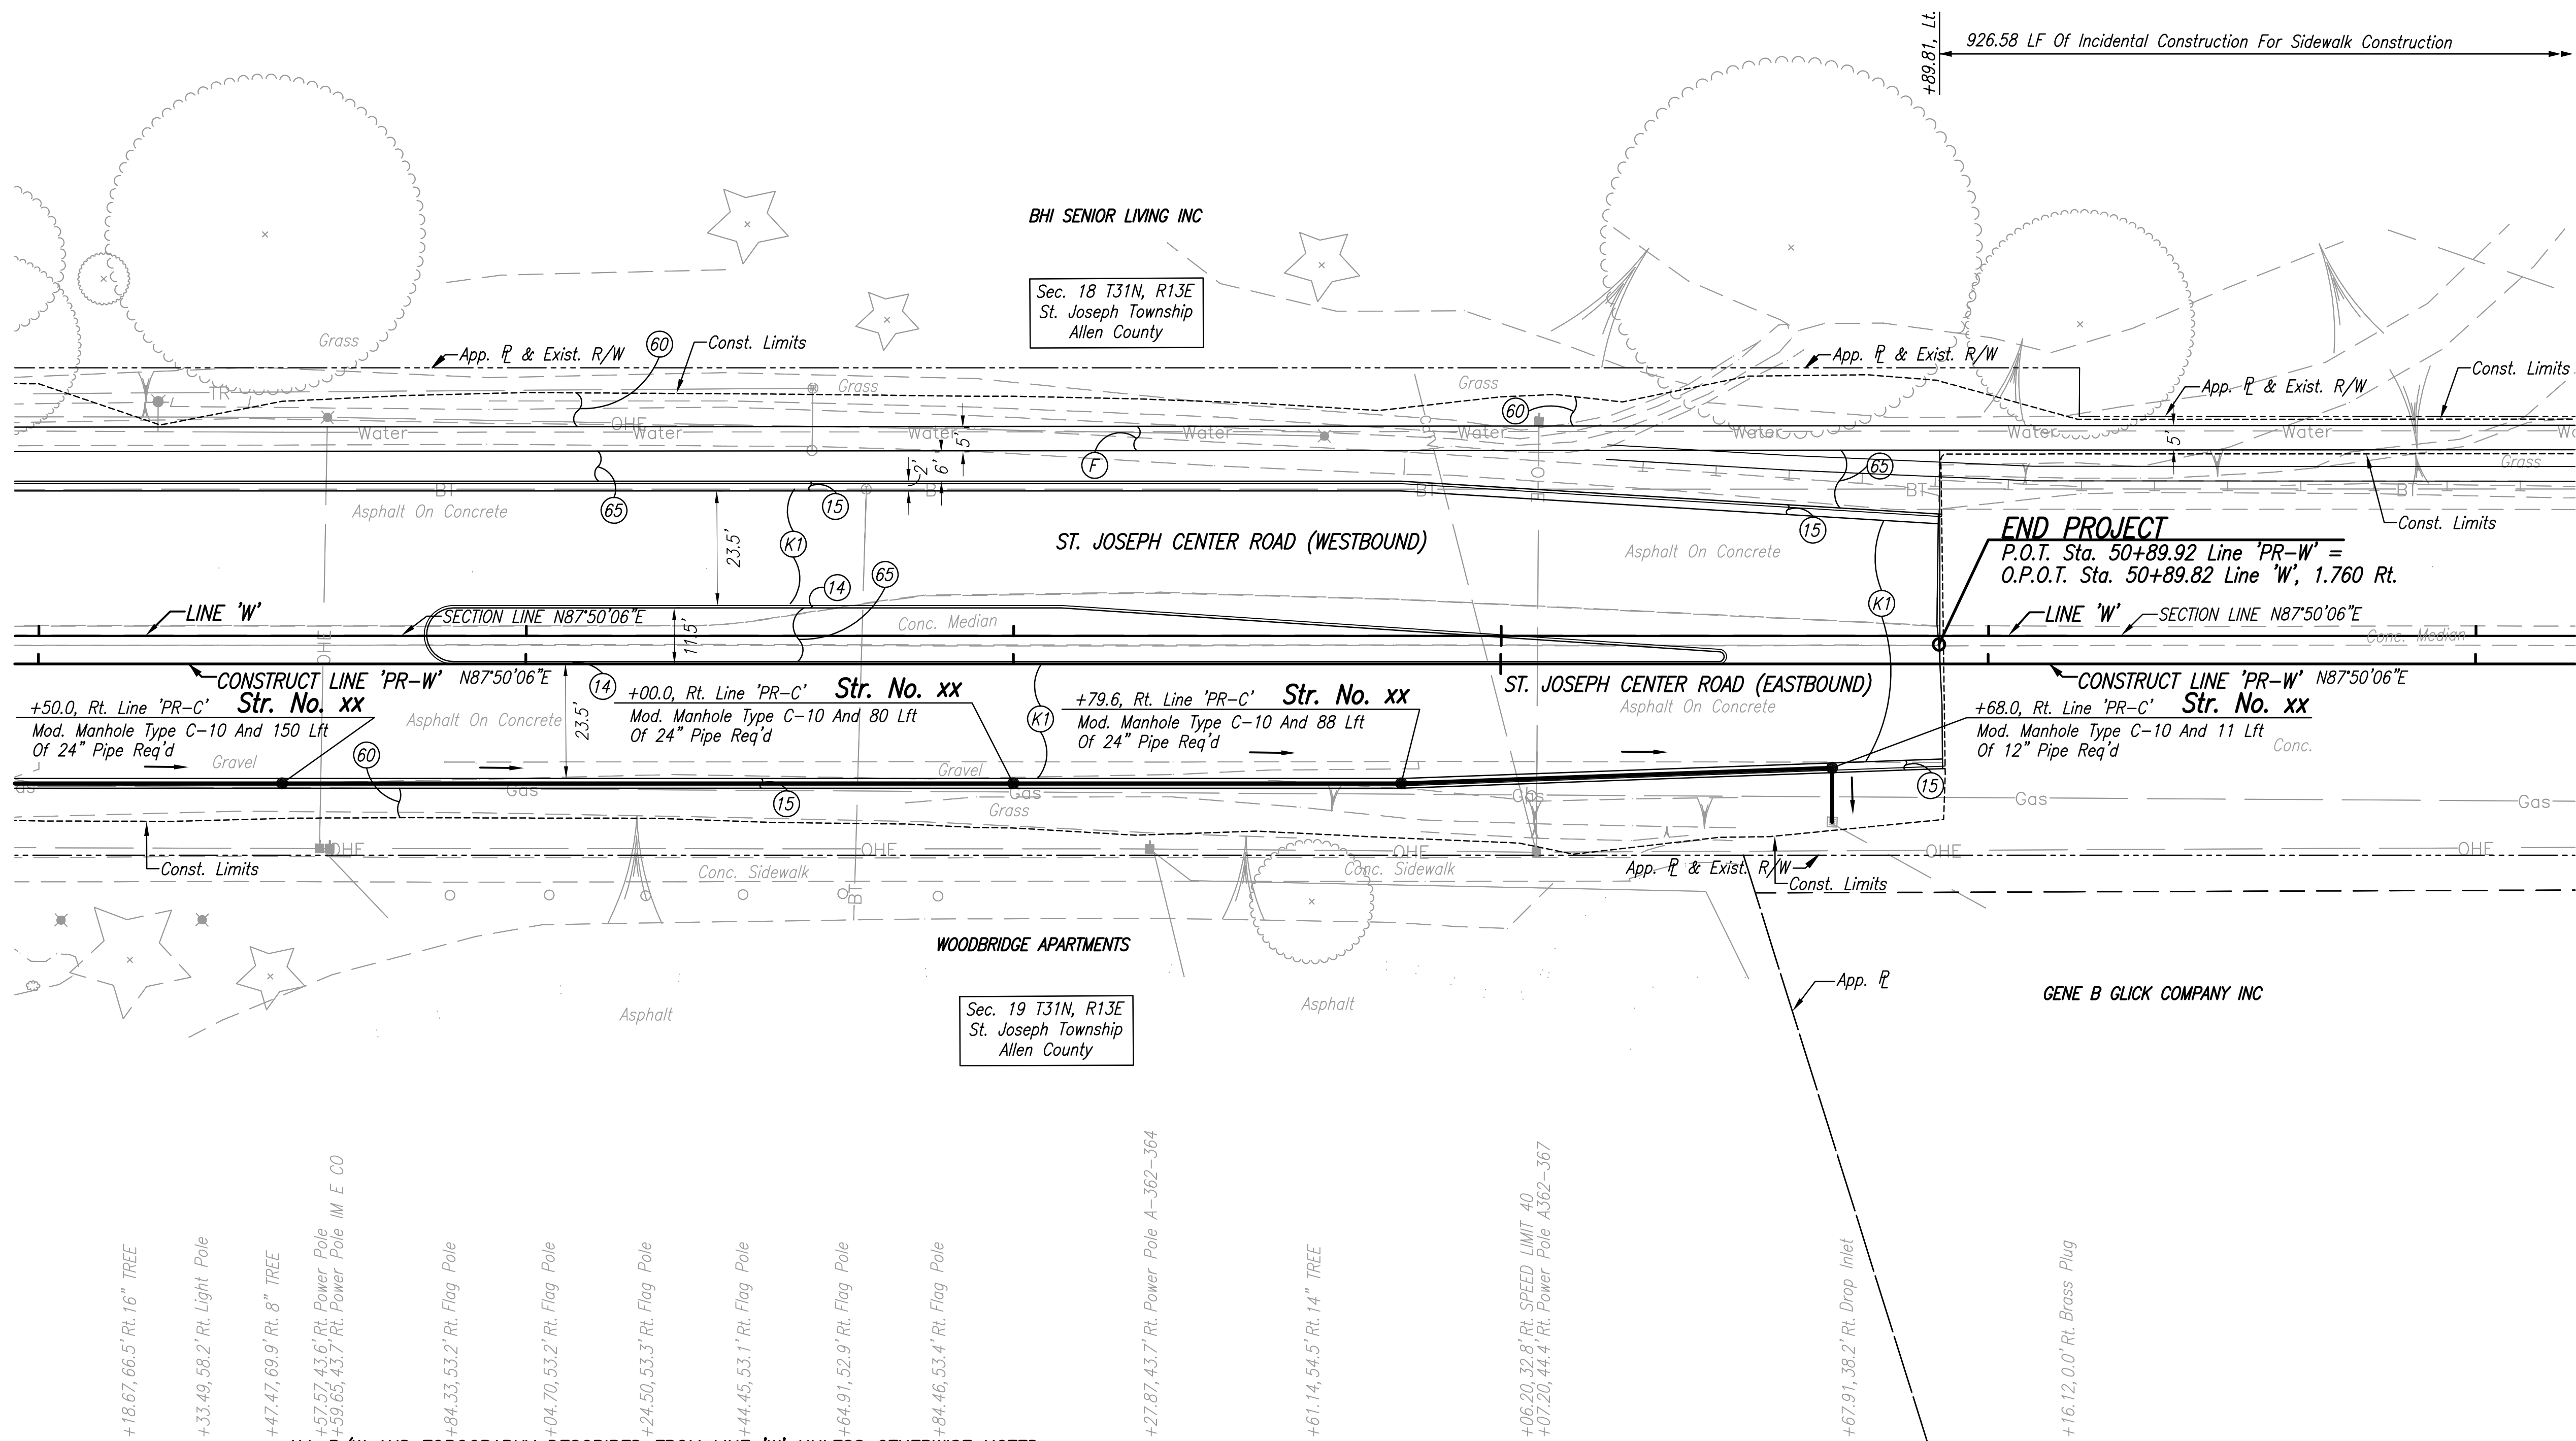 +89.81, Lt.
926.58 LF Of Incidental Construction For Sidewalk Construction
BHI SENIOR LIVING INC
Sec. 18 T31N, R13E
St. Joseph Township
Allen County
Grass
App. ℄ & Exist. R/W
60
Const. Limits
Grass
Grass
App. ℄ & Exist. R/W
App. ℄ & Exist. R/W
Const. Limits
TR
OHE
60
Water
Water
Water
Water
Water
Water
Water
Water
5'
F
5'
2'
6'
65
Grass
BT
15
BT
BT
BT
65
Asphalt On Concrete
65
15
Const. Limits
23.5'
K1
ST. JOSEPH CENTER ROAD (WESTBOUND)
Asphalt On Concrete
END PROJECT
P.O.T. Sta. 50+89.92 Line 'PR-W' =
O.P.O.T. Sta. 50+89.82 Line 'W', 1.760 Rt.
14
65
K1
LINE 'W'
SECTION LINE N87°50'06"E
11.5'
Conc. Median
LINE 'W'
SECTION LINE N87°50'06"E
Conc. Median
OHE
CONSTRUCT LINE 'PR-W' N87°50'06"E
14
ST. JOSEPH CENTER ROAD (EASTBOUND)
CONSTRUCT LINE 'PR-W' N87°50'06"E
+50.0, Rt. Line 'PR-C' Str. No. xx
Mod. Manhole Type C-10 And 150 Lft
Of 24" Pipe Req'd
Asphalt On Concrete
23.5'
+00.0, Rt. Line 'PR-C' Str. No. xx
Mod. Manhole Type C-10 And 80 Lft
Of 24" Pipe Req'd
K1
+79.6, Rt. Line 'PR-C' Str. No. xx
Mod. Manhole Type C-10 And 88 Lft
Of 24" Pipe Req'd
Asphalt On Concrete
+68.0, Rt. Line 'PR-C' Str. No. xx
Mod. Manhole Type C-10 And 11 Lft
Of 12" Pipe Req'd
Conc.
Gravel
60
Gravel
15
15
Gas
Gas
Gas
Gas
Gas
Grass
Const. Limits
OHE
OHE
OHE
OHE
OHE
Conc. Sidewalk
Conc. Sidewalk
App. ℄ & Exist. R/W
Const. Limits
BT
WOODBRIDGE APARTMENTS
App. ℄
GENE B GLICK COMPANY INC
Sec. 19 T31N, R13E
St. Joseph Township
Allen County
Asphalt
Asphalt
+18.67,66.5' Rt. 16" TREE
+33.49,58.2' Rt. Light Pole
+47.47,69.9' Rt. 8" TREE
+57.57,43.6' Rt. Power Pole
+59.65,43.7' Rt. Power Pole IM E CO
+84.33,53.2' Rt. Flag Pole
+04.70,53.2' Rt. Flag Pole
+24.50,53.3' Rt. Flag Pole
+44.45,53.1' Rt. Flag Pole
+64.91,52.9' Rt. Flag Pole
+84.46,53.4' Rt. Flag Pole
+27.87,43.7' Rt. Power Pole A-362-364
+61.14,54.5' Rt. 14" TREE
+06.20,32.8' Rt. SPEED LIMIT 40
+07.20,44.4' Rt. Power Pole A362-367
+67.91,38.2' Rt. Drop Inlet
+16.12,0.0' Rt. Brass Plug